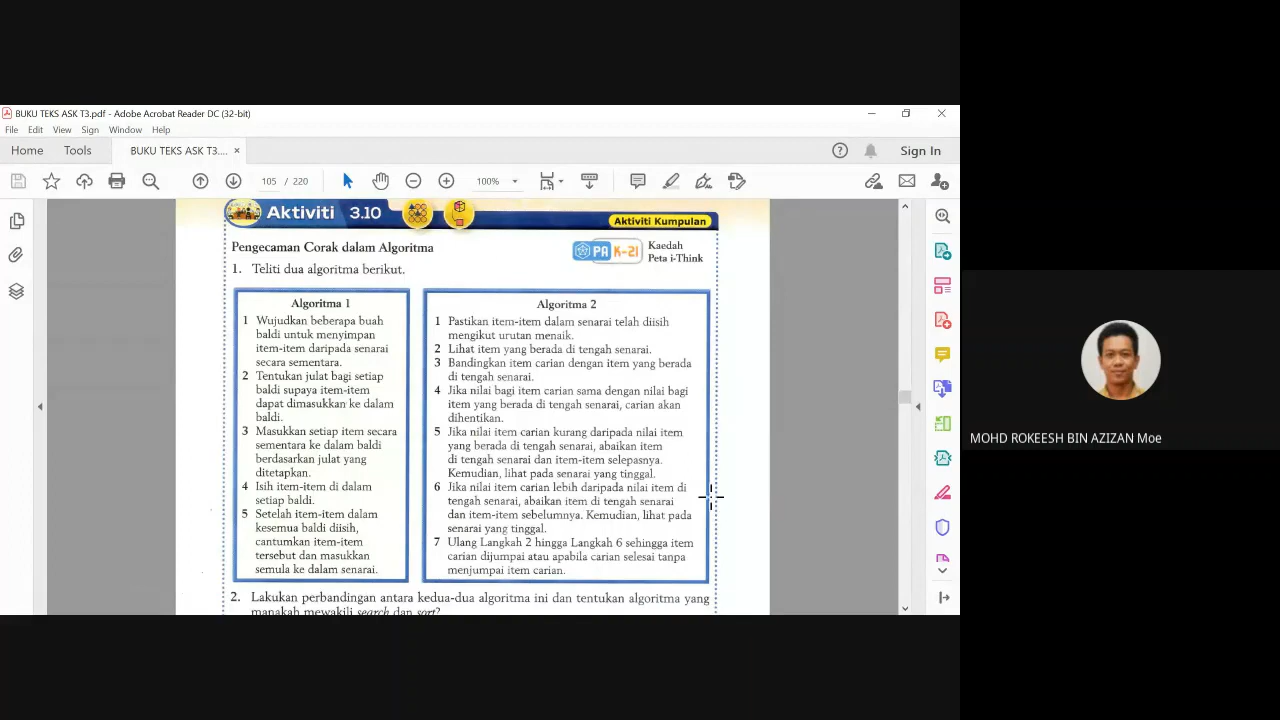 BUKU TEKS ASK T3.pdf - Adobe Acrobat Reader DC (32-bit)
File Edit View Sign Window Help
Home Tools BUKU TEKS ASK T3.... × Sign In
105 / 220 100%
Aktiviti 3.10
Aktiviti Kumpulan
Pengecaman Corak dalam Algoritma
PA K-21
Kaedah
Peta i-Think
1. Teliti dua algoritma berikut.
Algoritma 1
1 Wujudkan beberapa buah
baldi untuk menyimpan
item-item daripada senarai
secara sementara.
2 Tentukan julat bagi setiap
baldi supaya item-item
dapat dimasukkan ke dalam
baldi.
3 Masukkan setiap item secara
sementara ke dalam baldi
berdasarkan julat yang
ditetapkan.
4 Isih item-item di dalam
setiap baldi.
5 Setelah item-item dalam
kesemua baldi diisih,
cantumkan item-item
tersebut dan masukkan
semula ke dalam senarai.
Algoritma 2
1 Pastikan item-item dalam senarai telah diisih
mengikut urutan menaik.
2 Lihat item yang berada di tengah senarai.
3 Bandingkan item carian dengan item yang berada
di tengah senarai.
4 Jika nilai bagi item carian sama dengan nilai bagi
item yang berada di tengah senarai, carian akan
dihentikan.
5 Jika nilai item carian kurang daripada nilai item
yang berada di tengah senarai, abaikan item
di tengah senarai dan item-item selepasnya.
Kemudian, lihat pada senarai yang tinggal.
6 Jika nilai item carian lebih daripada nilai item di
tengah senarai, abaikan item di tengah senarai
dan item-item sebelumnya. Kemudian, lihat pada
senarai yang tinggal.
7 Ulang Langkah 2 hingga Langkah 6 sehingga item
carian dijumpai atau apabila carian selesai tanpa
menjumpai item carian.
2. Lakukan perbandingan antara kedua-dua algoritma ini dan tentukan algoritma yang
manakah mewakili search dan sort?
MOHD ROKEESH BIN AZIZAN Moe